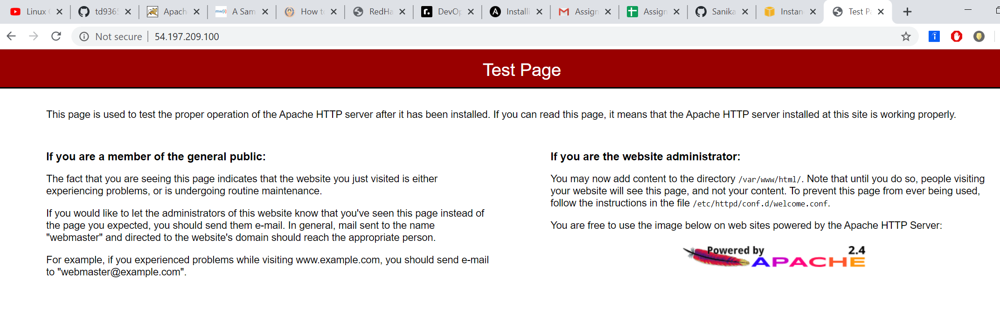 Linux
td936
Apach
mw[i] A Sam
How t
RedHa
r. DevOp
A Installi
Assign
Assign
Sanika
Instan
Test P
Not secure | 54.197.209.100
Test Page
This page is used to test the proper operation of the Apache HTTP server after it has been installed. If you can read this page, it means that the Apache HTTP server installed at this site is working properly.
If you are a member of the general public:
The fact that you are seeing this page indicates that the website you just visited is either
experiencing problems, or is undergoing routine maintenance.
If you would like to let the administrators of this website know that you've seen this page instead of
the page you expected, you should send them e-mail. In general, mail sent to the name
"webmaster" and directed to the website's domain should reach the appropriate person.
For example, if you experienced problems while visiting www.example.com, you should send e-mail
to "webmaster@example.com".
If you are the website administrator:
You may now add content to the directory /var/www/html/. Note that until you do so, people visiting
your website will see this page, and not your content. To prevent this page from ever being used,
follow the instructions in the file /etc/httpd/conf.d/welcome.conf.
You are free to use the image below on web sites powered by the Apache HTTP Server:
Powered by 2.4
APACHE